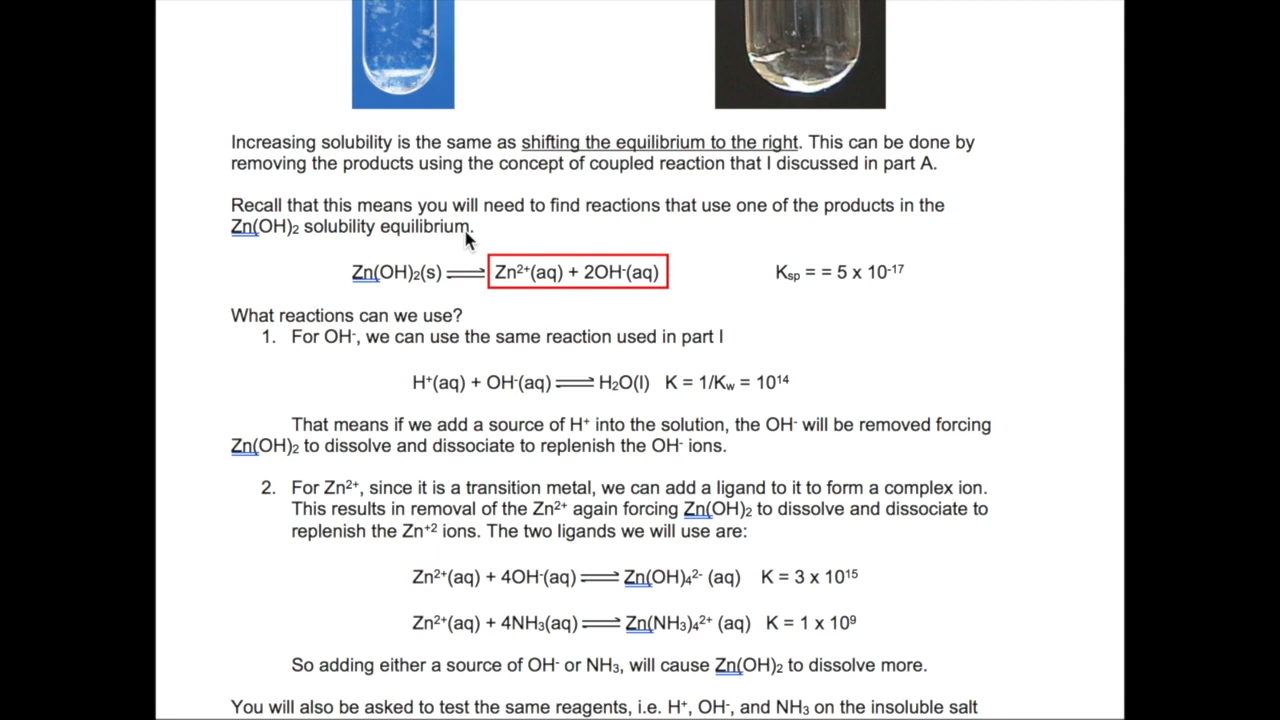 Increasing solubility is the same as shifting the equilibrium to the right. This can be done by
removing the products using the concept of coupled reaction that I discussed in part A.
Recall that this means you will need to find reactions that use one of the products in the
Zn(OH)₂ solubility equilibrium.
Zn(OH)₂(s) ⇌ Zn²⁺(aq) + 2OH⁻(aq) Kₛₚ = = 5 x 10⁻¹⁷
What reactions can we use?
1. For OH⁻, we can use the same reaction used in part I
H⁺(aq) + OH⁻(aq) ⇌ H₂O(l) K = 1/K_w = 10¹⁴
That means if we add a source of H⁺ into the solution, the OH⁻ will be removed forcing
Zn(OH)₂ to dissolve and dissociate to replenish the OH⁻ ions.
2. For Zn²⁺, since it is a transition metal, we can add a ligand to it to form a complex ion.
This results in removal of the Zn²⁺ again forcing Zn(OH)₂ to dissolve and dissociate to
replenish the Zn⁺² ions. The two ligands we will use are:
Zn²⁺(aq) + 4OH⁻(aq) ⇌ Zn(OH)₄²⁻ (aq) K = 3 x 10¹⁵
Zn²⁺(aq) + 4NH₃(aq) ⇌ Zn(NH₃)₄²⁺ (aq) K = 1 x 10⁹
So adding either a source of OH⁻ or NH₃, will cause Zn(OH)₂ to dissolve more.
You will also be asked to test the same reagents, i.e. H⁺, OH⁻, and NH₃ on the insoluble salt